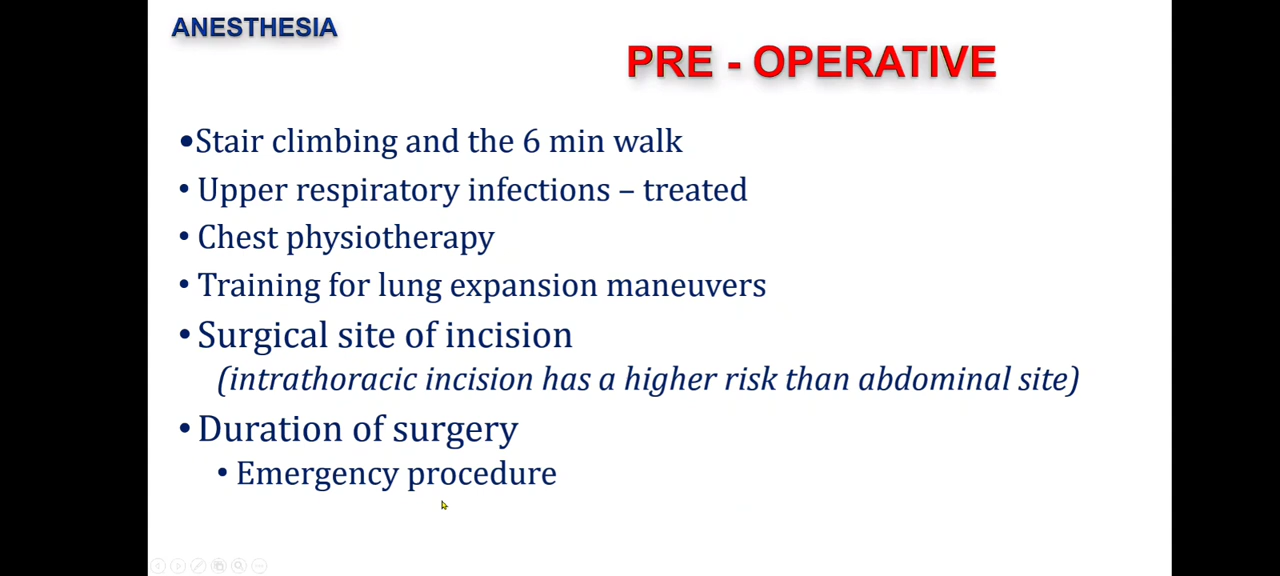 ANESTHESIA
PRE - OPERATIVE
•Stair climbing and the 6 min walk
• Upper respiratory infections – treated
• Chest physiotherapy
• Training for lung expansion maneuvers
• Surgical site of incision
(intrathoracic incision has a higher risk than abdominal site)
• Duration of surgery
• Emergency procedure